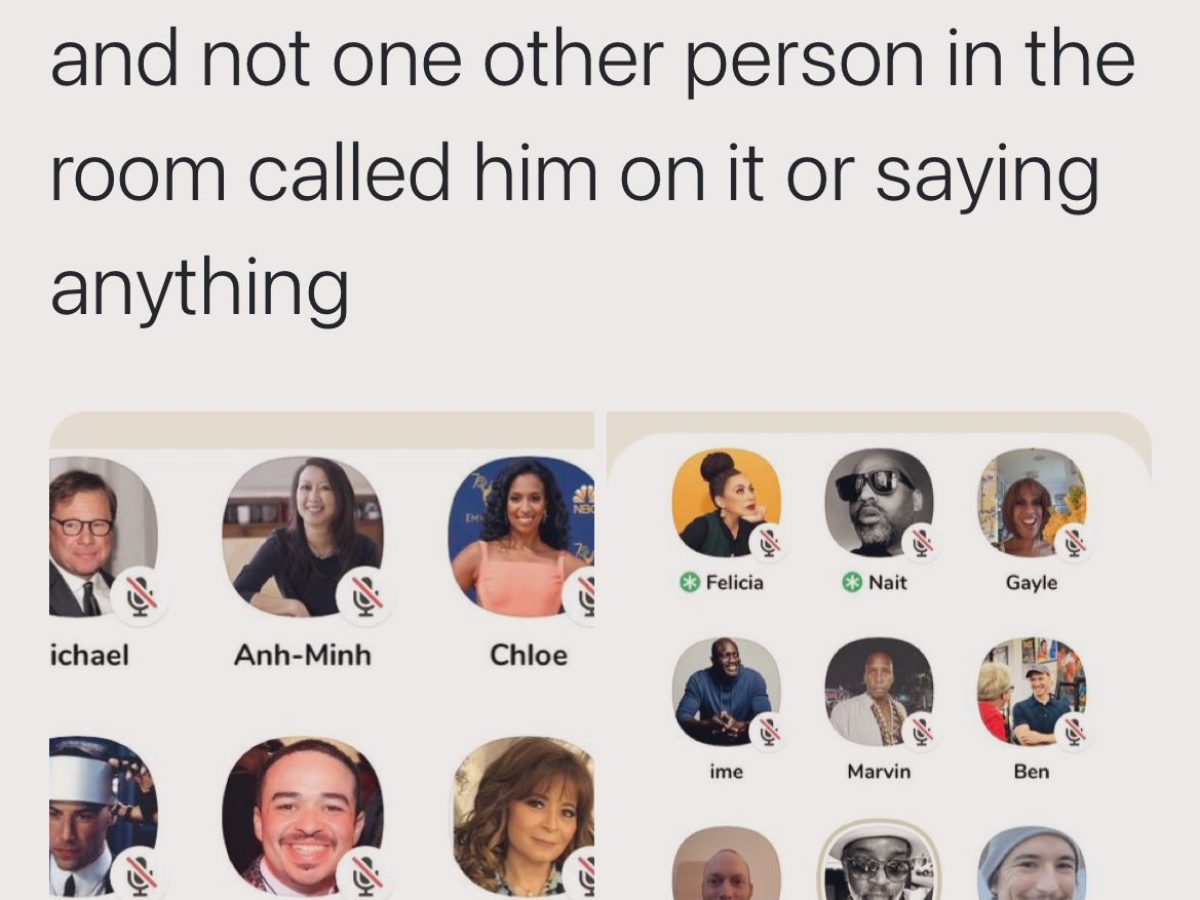 and not one other person in the
room called him on it or saying
anything
ichael
Anh-Minh
Chloe
Felicia
Nait
Gayle
ime
Marvin
Ben
NBC